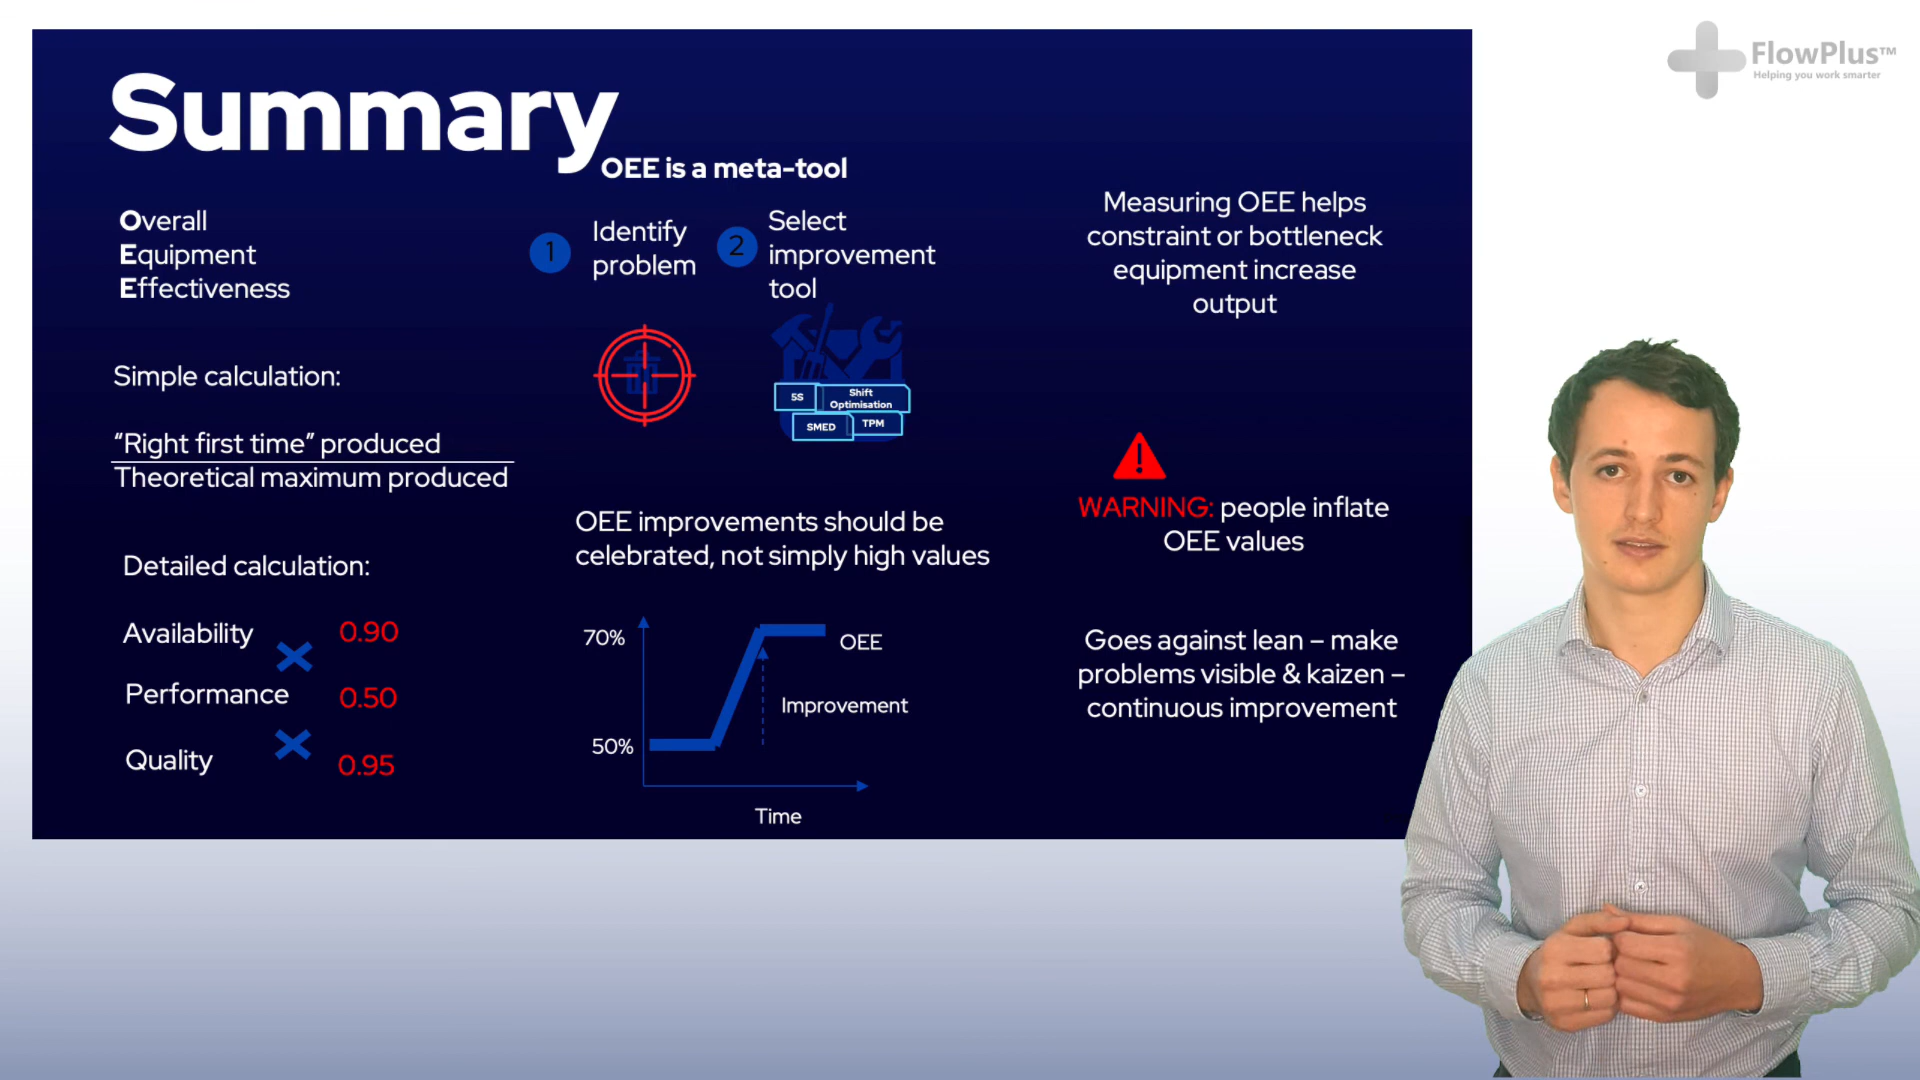 FlowPlus™
Helping you work smarter
Summary
Overall
Equipment
Effectiveness
Simple calculation:
“Right first time” produced
Theoretical maximum produced
Detailed calculation:
Availability
0.90
Performance
0.50
Quality
0.95
OEE is a meta-tool
1
Identify
problem
2
Select
improvement
tool
5S
Shift
Optimisation
SMED
TPM
OEE improvements should be
celebrated, not simply high values
70%
OEE
Improvement
50%
Time
Measuring OEE helps
constraint or bottleneck
equipment increase
output
!
WARNING: people inflate
OEE values
Goes against lean – make
problems visible & kaizen –
continuous improvement